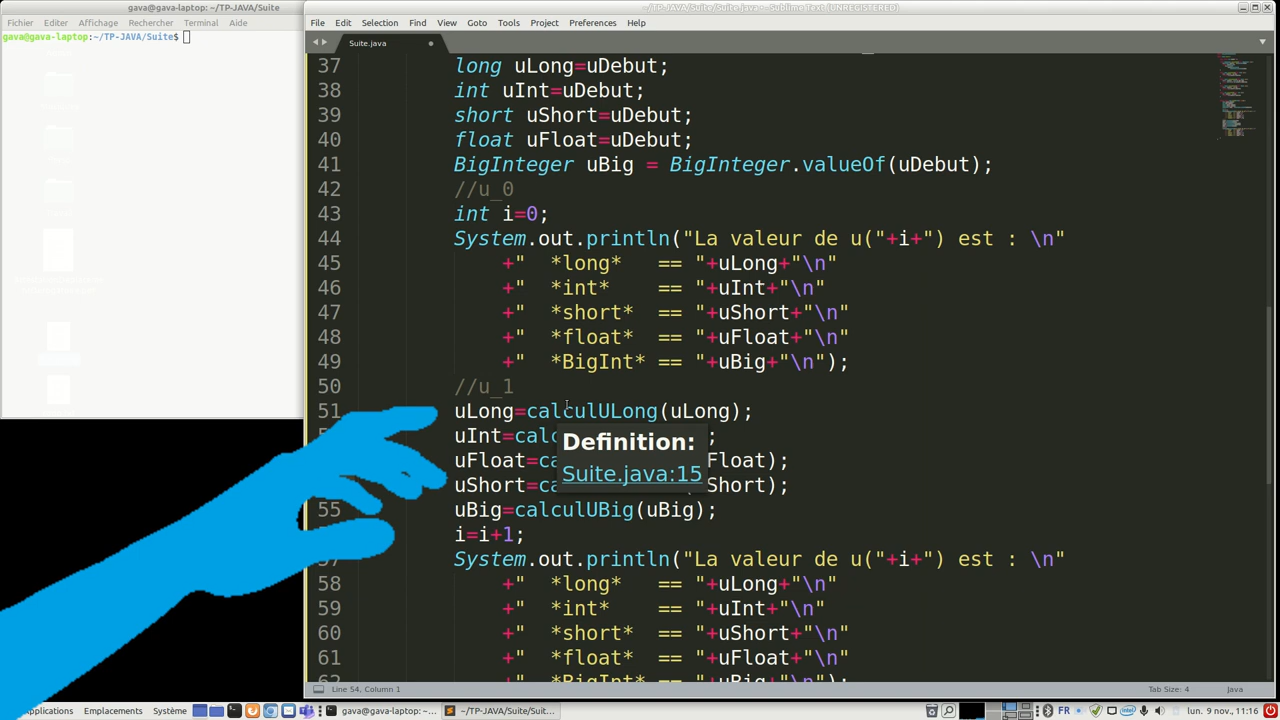 gava@gava-laptop: ~/TP-JAVA/Suite
Fichier Editer Affichage Rechercher Terminal Aide
gava@gava-laptop:~/TP-JAVA/Suite$
~/TP-JAVA/Suite/Suite.java • - Sublime Text (UNREGISTERED)
File Edit Selection Find View Goto Tools Project Preferences Help
Suite.java
37 long uLong=uDebut;
38 int uInt=uDebut;
39 short uShort=uDebut;
40 float uFloat=uDebut;
41 BigInteger uBig = BigInteger.valueOf(uDebut);
42 //u_0
43 int i=0;
44 System.out.println("La valeur de u("+i+") est : \n"
45 +" *long* == "+uLong+"\n"
46 +" *int* == "+uInt+"\n"
47 +" *short* == "+uShort+"\n"
48 +" *float* == "+uFloat+"\n"
49 +" *BigInt* == "+uBig+"\n");
50 //u_1
51 uLong=calculULong(uLong);
uInt=calc ;
uFloat=ca Float);
uShort=ca Short);
Definition:
Suite.java:15
55 uBig=calculUBig(uBig);
i=i+1;
57 System.out.println("La valeur de u("+i+") est : \n"
58 +" *long* == "+uLong+"\n"
59 +" *int* == "+uInt+"\n"
60 +" *short* == "+uShort+"\n"
61 +" *float* == "+uFloat+"\n"
62 +" *BigInt* == "+uBig+"\n");
Line 54, Column 1
Tab Size: 4 Java
Applications Emplacements Système gava@gava-laptop: ~... ~/TP-JAVA/Suite/Suit... FR lun. 9 nov., 11:16